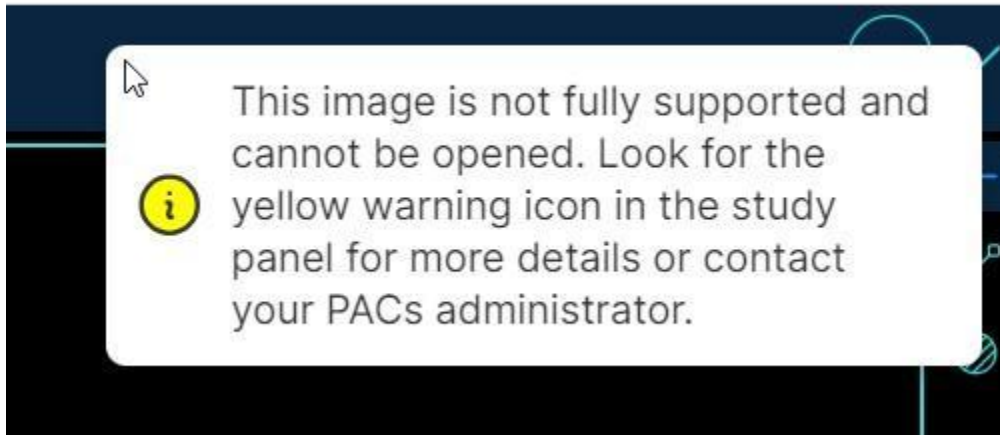 This image is not fully supported and
cannot be opened. Look for the
yellow warning icon in the study
panel for more details or contact
your PACs administrator.